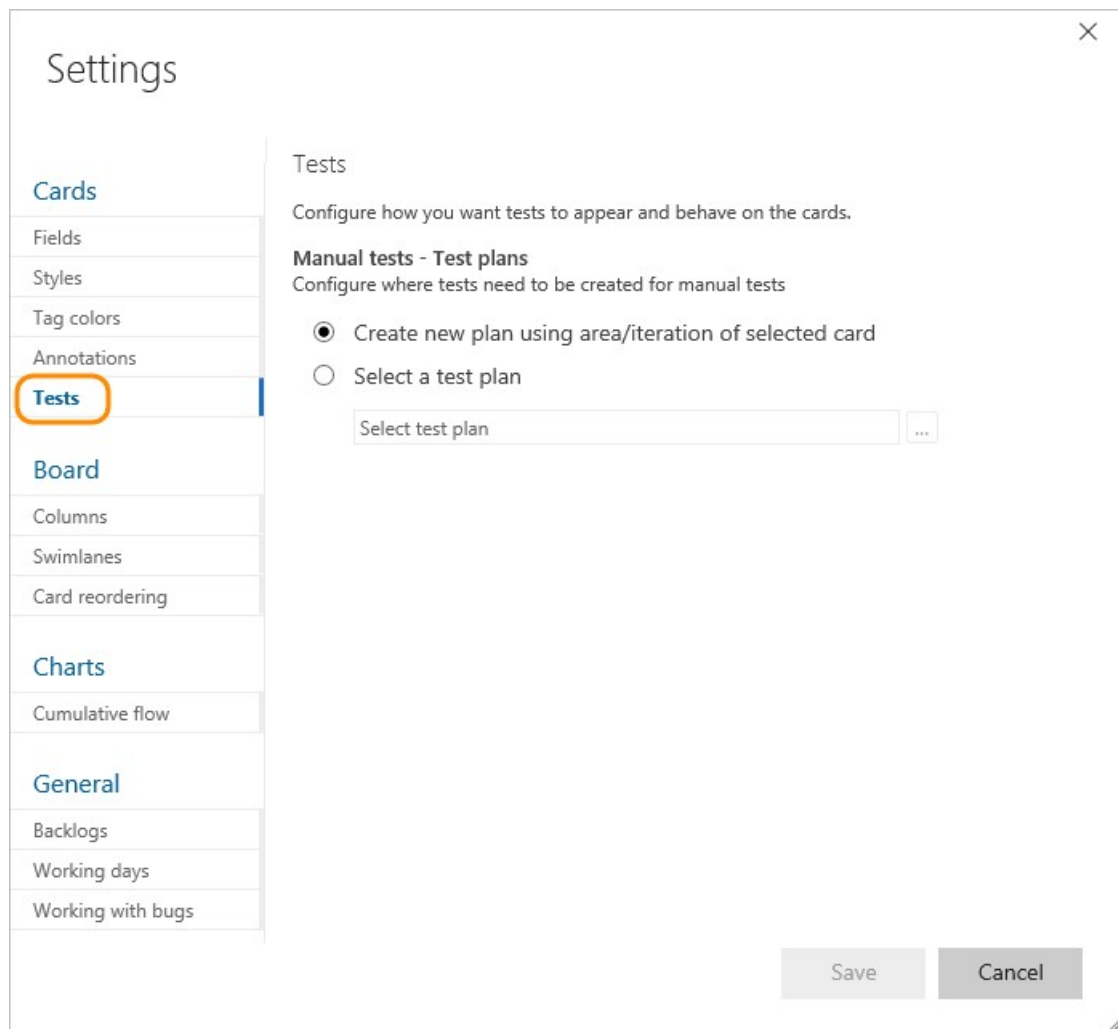 Settings
Cards
Fields
Styles
Tag colors
Annotations
Tests
Board
Columns
Swimlanes
Card reordering
Charts
Cumulative flow
General
Backlogs
Working days
Working with bugs
Tests
Configure how you want tests to appear and behave on the cards.
Manual tests - Test plans
Configure where tests need to be created for manual tests
Create new plan using area/iteration of selected card
Select a test plan
Select test plan
...
Save
Cancel